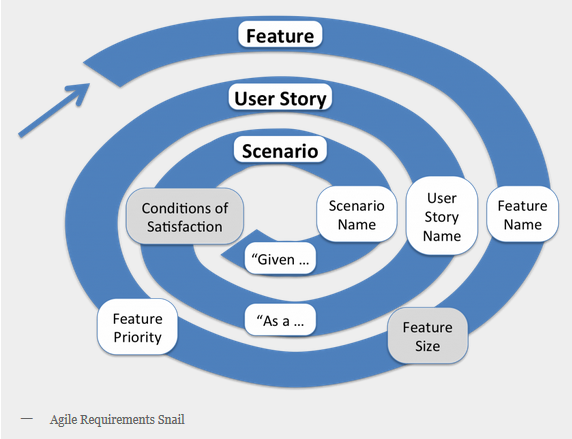 Feature
User Story
Scenario
Conditions of
Satisfaction
Scenario
Name
User
Story
Name
Feature
Name
“Given ...
Feature
Priority
“As a ...
Feature
Size
— Agile Requirements Snail